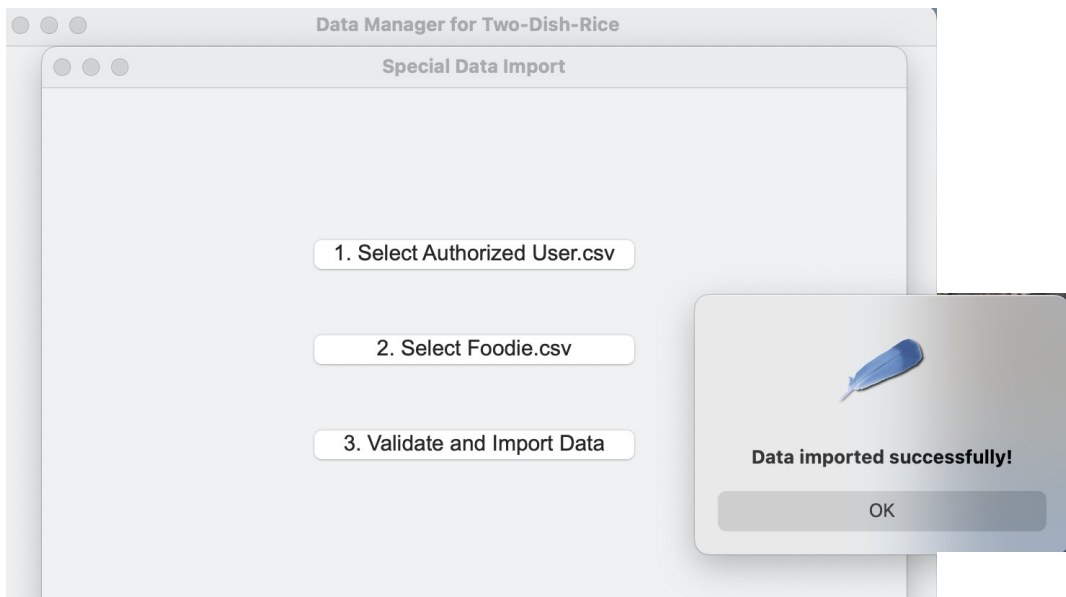 Data Manager for Two-Dish-Rice
Special Data Import
1. Select Authorized User.csv
2. Select Foodie.csv
3. Validate and Import Data
Data imported successfully!
OK